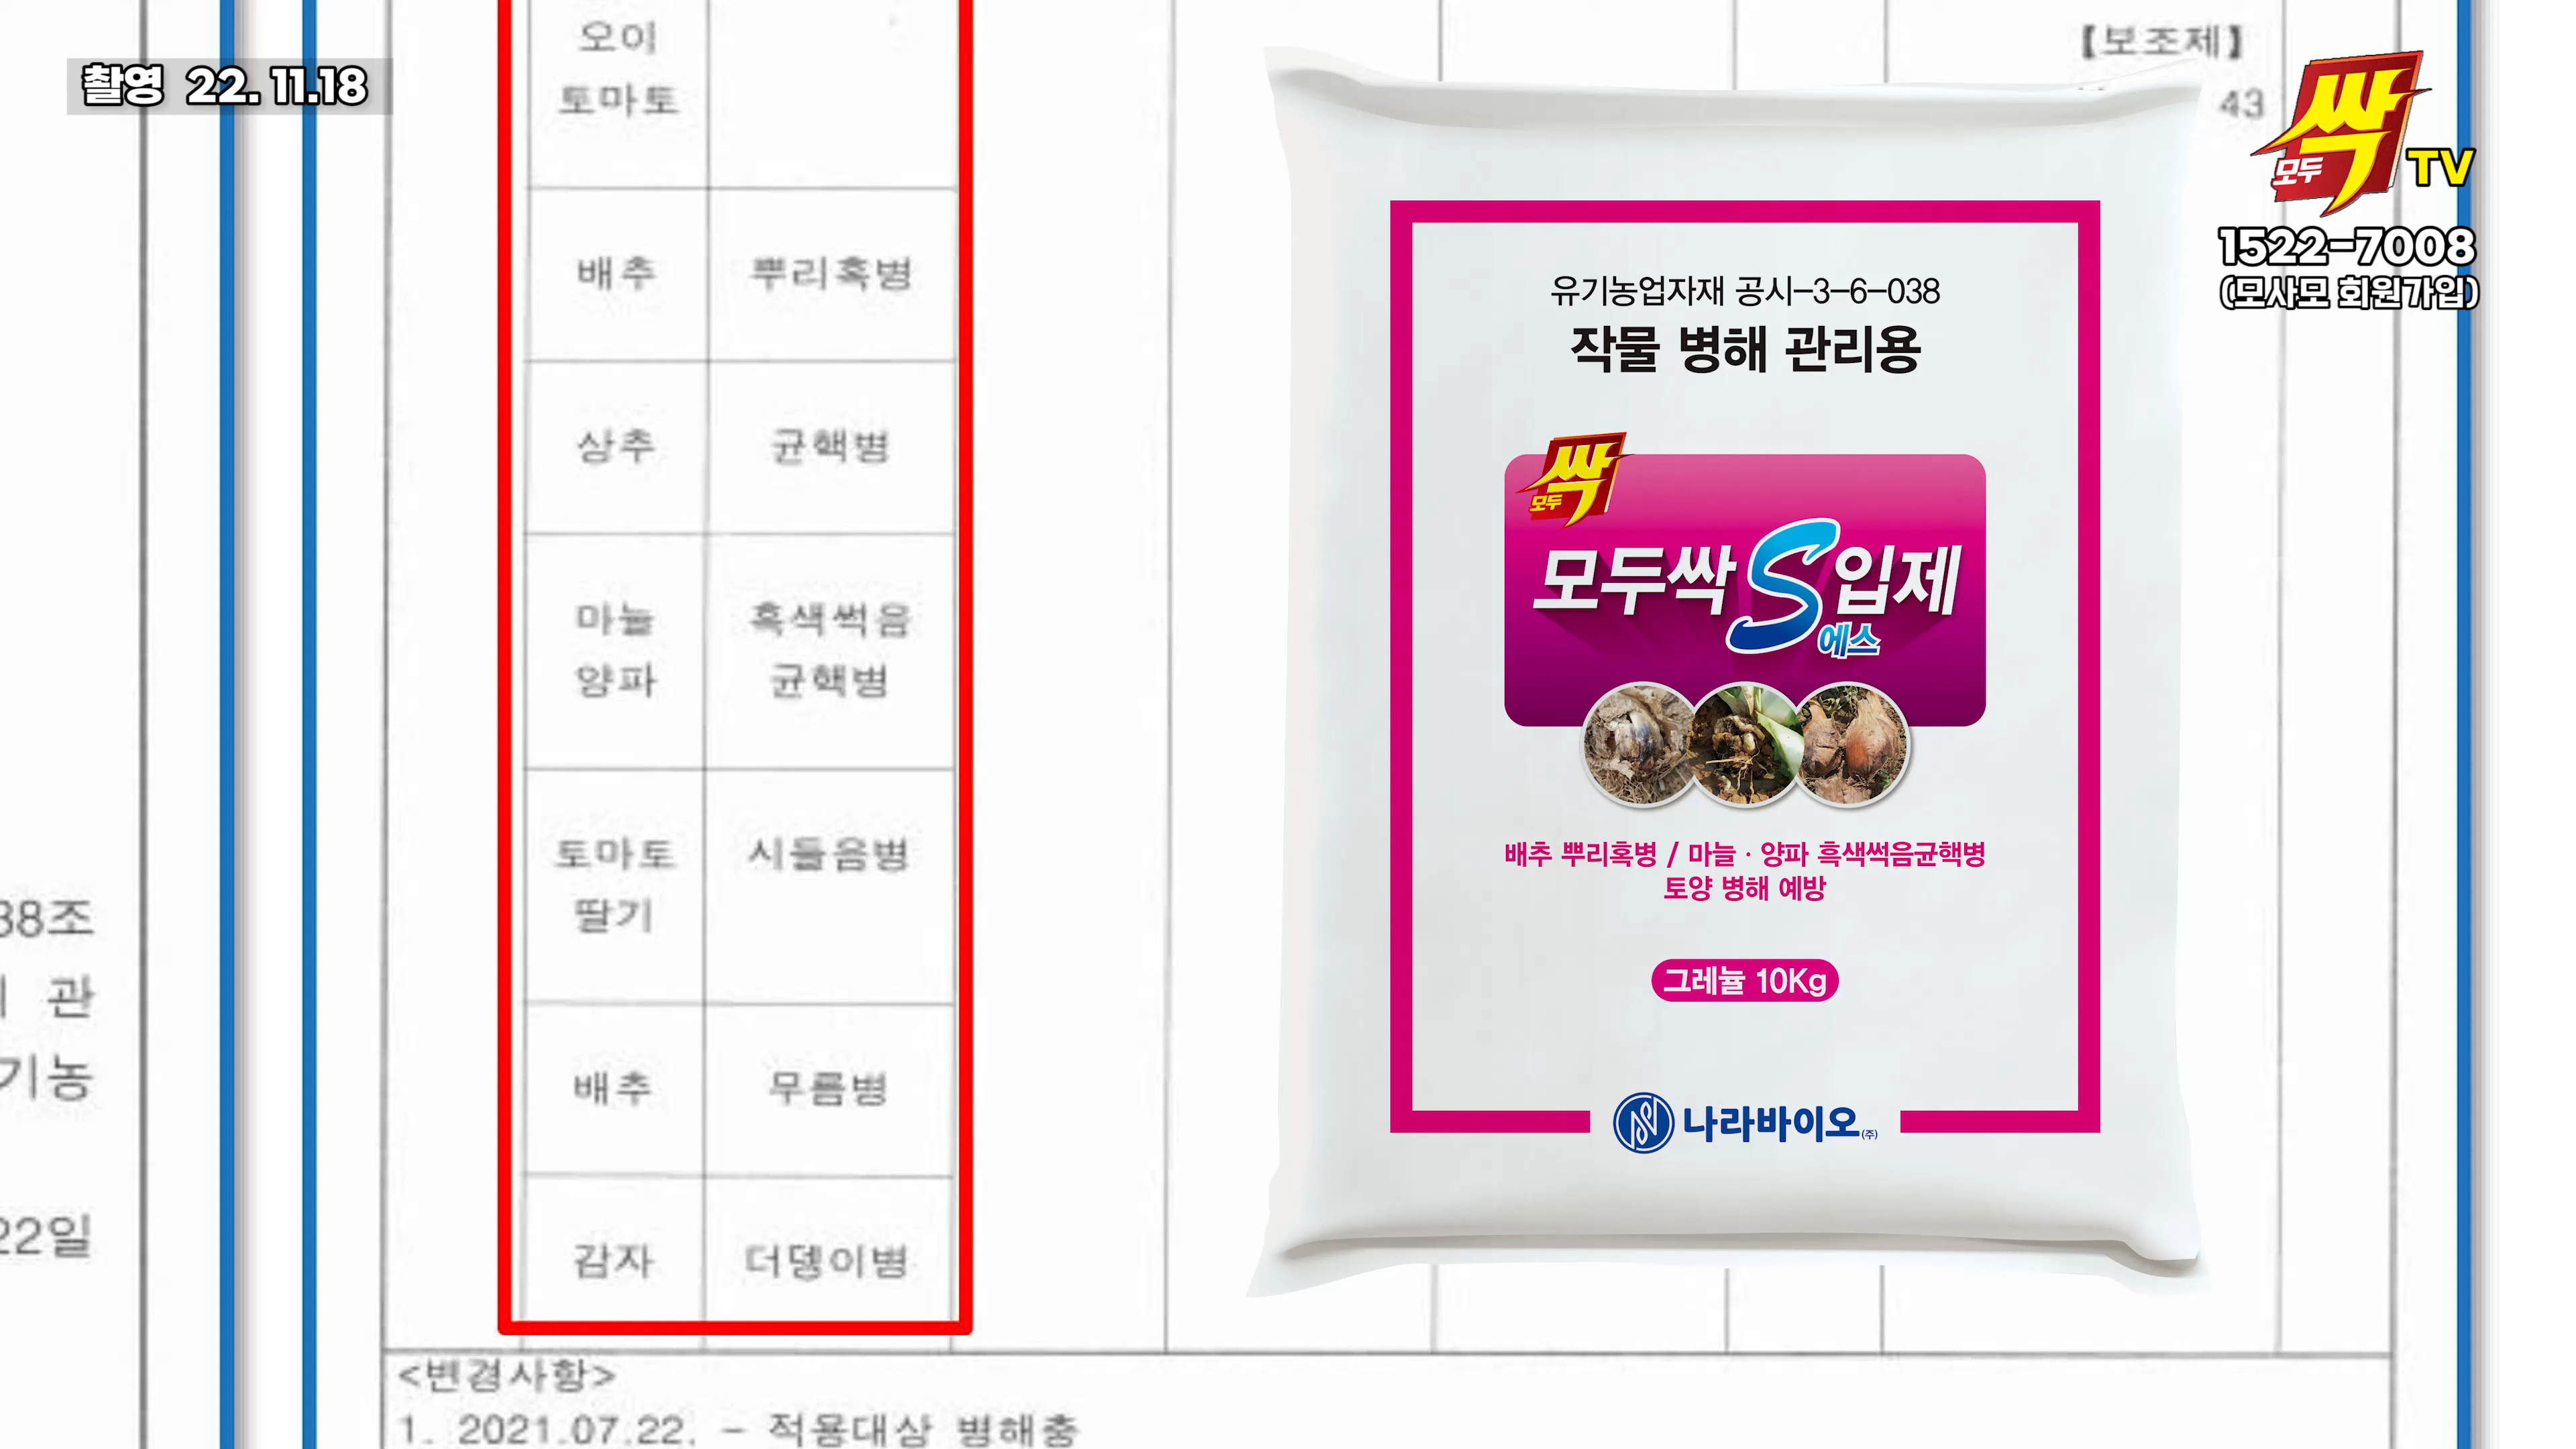 촬영 22. 11.18
오이
토마토
배추 뿌리혹병
상추 균핵병
마늘 흑색썩음
양파 균핵병
토마토 시들음병
딸기
배추 무름병
감자 더뎅이병
<변경사항>
1. 2021.07.22. - 적용대상 병해충
38조
관
기농
22일
【보조제】
43
유기농업자재 공시-3-6-038
작물 병해 관리용
싹
모두
모두싹 S 입제
에스
배추 뿌리혹병 / 마늘 · 양파 흑색썩음균핵병
토양 병해 예방
그레뉼 10Kg
나라바이오(주)
싹
모두 TV
1522-7008
(모사모 회원가입)